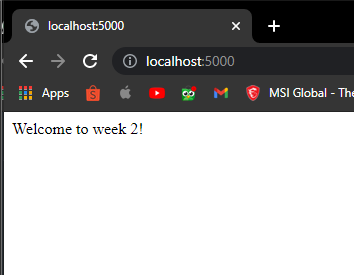 localhost:5000
localhost:5000
Apps MSI Global - The
Welcome to week 2!